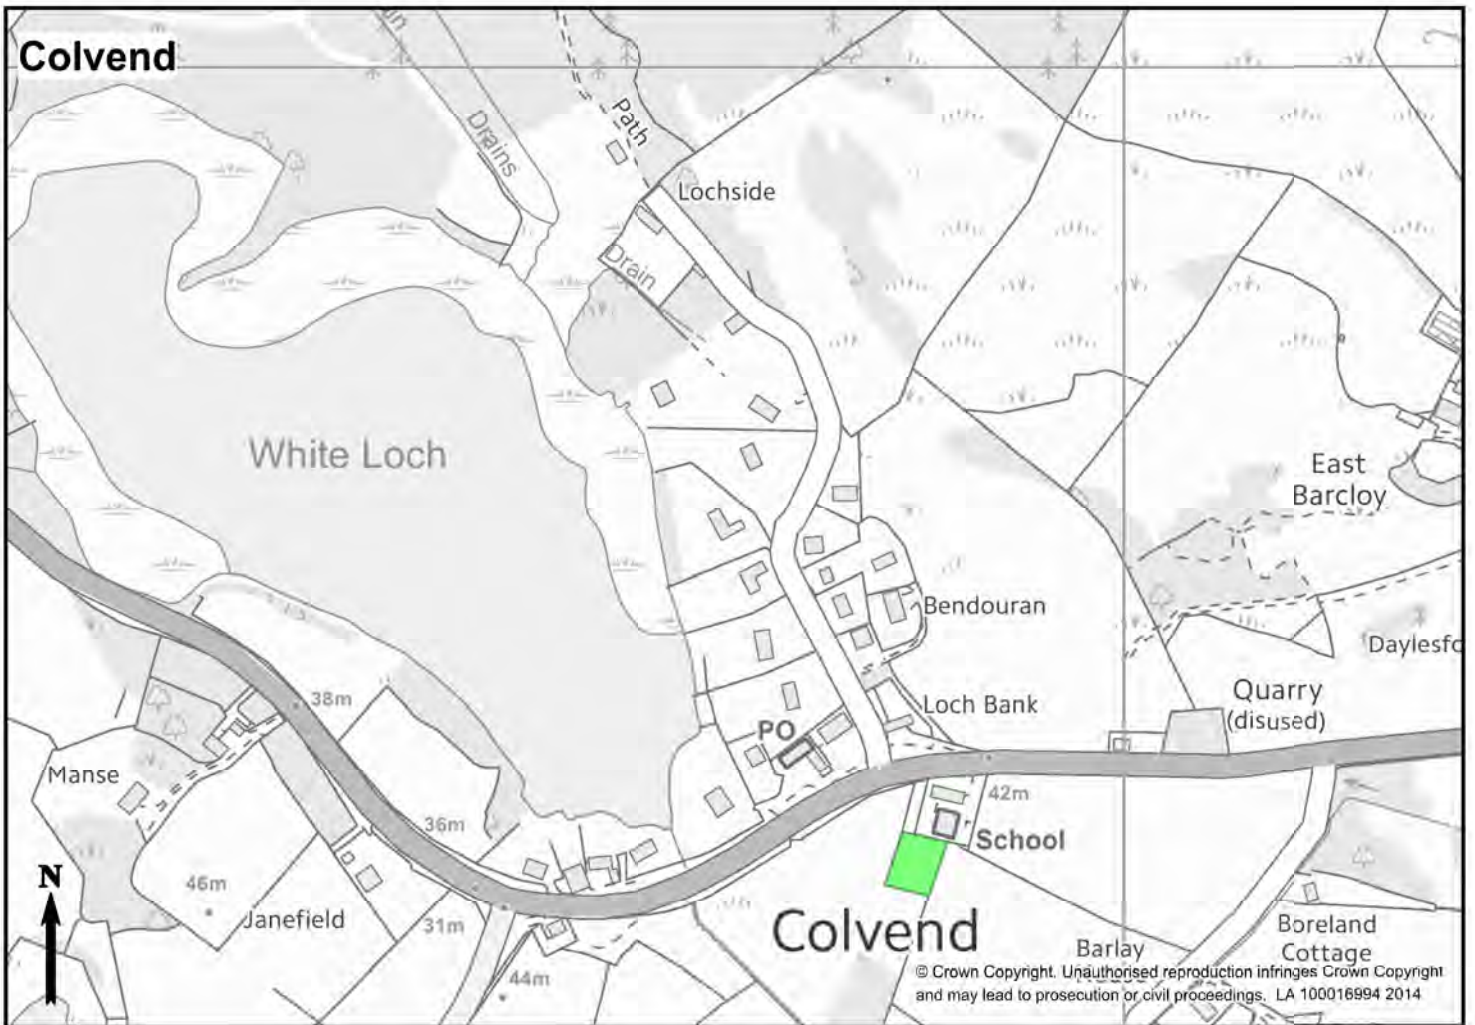 Colvend
Drains
Path
Lochside
Drain
White Loch
East
Barcloy
Bendouran
Daylesfo
Quarry
(disused)
Loch Bank
38m
PO
Manse
42m
36m
School
N
46m
Janefield
31m
Colvend
Boreland
Cottage
Barlay
44m
© Crown Copyright. Unauthorised reproduction infringes Crown Copyright
and may lead to prosecution or civil proceedings. LA 100016994 2014